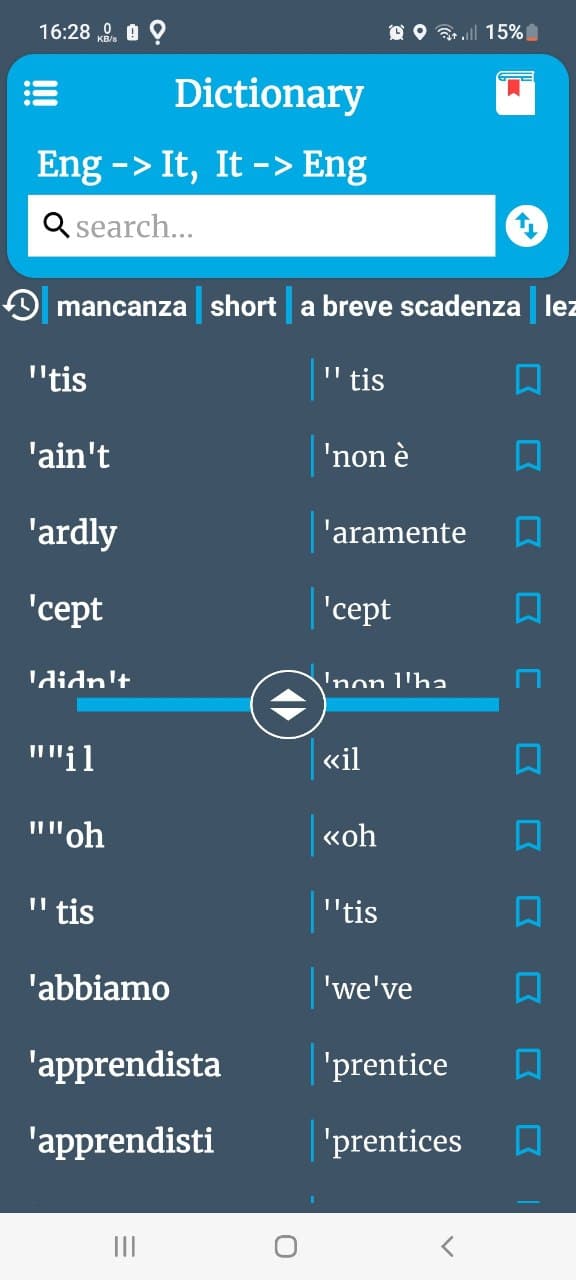 16:28 0 KB/s 15%
Dictionary
Eng -> It, It -> Eng
search...
mancanza short a breve scadenza lez
''tis '' tis
'ain't 'non è
'ardly 'aramente
'cept 'cept
'didn't 'non l'ha
""i l «il
""oh «oh
'' tis ''tis
'abbiamo 'we've
'apprendista 'prentice
'apprendisti 'prentices